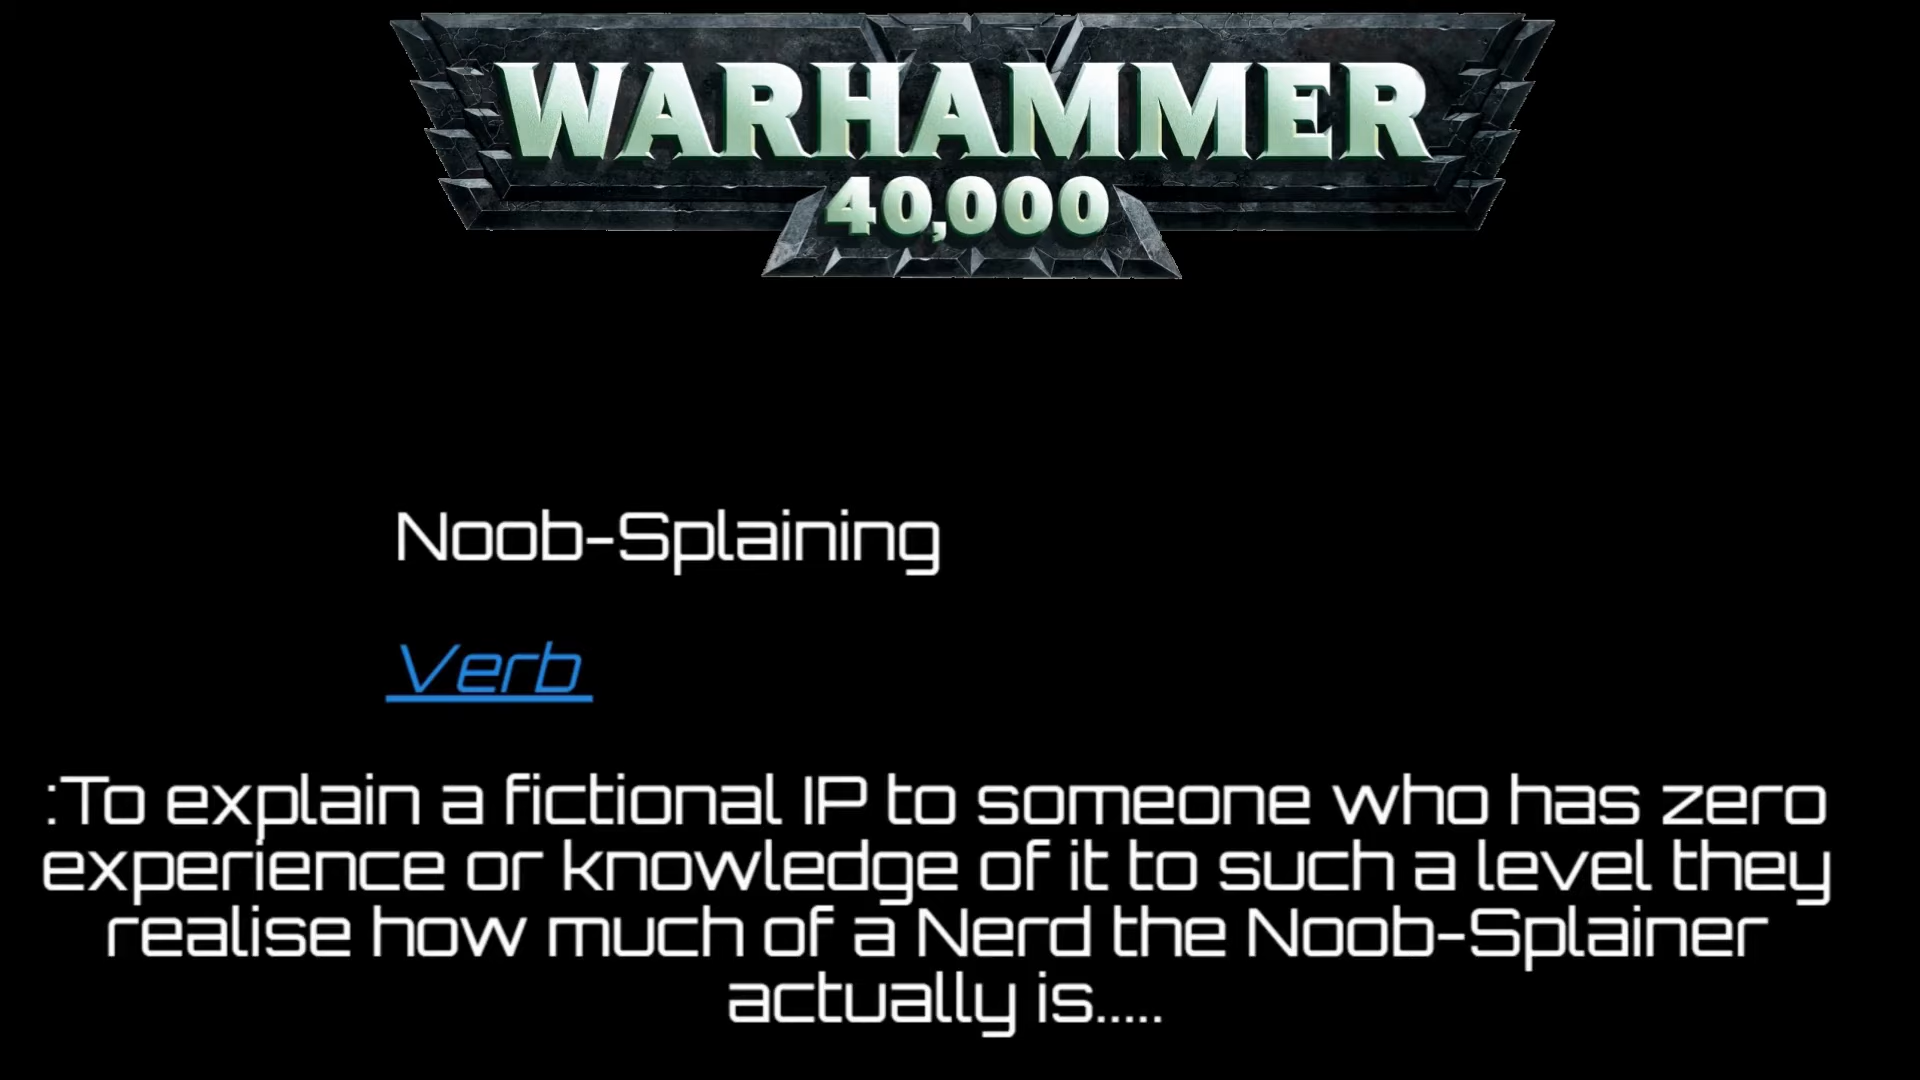 WARHAMMER
40,000
Noob-Splaining
Verb
:To explain a fictional IP to someone who has zero
experience or knowledge of it to such a level they
realise how much of a Nerd the Noob-Splainer
actually is.....